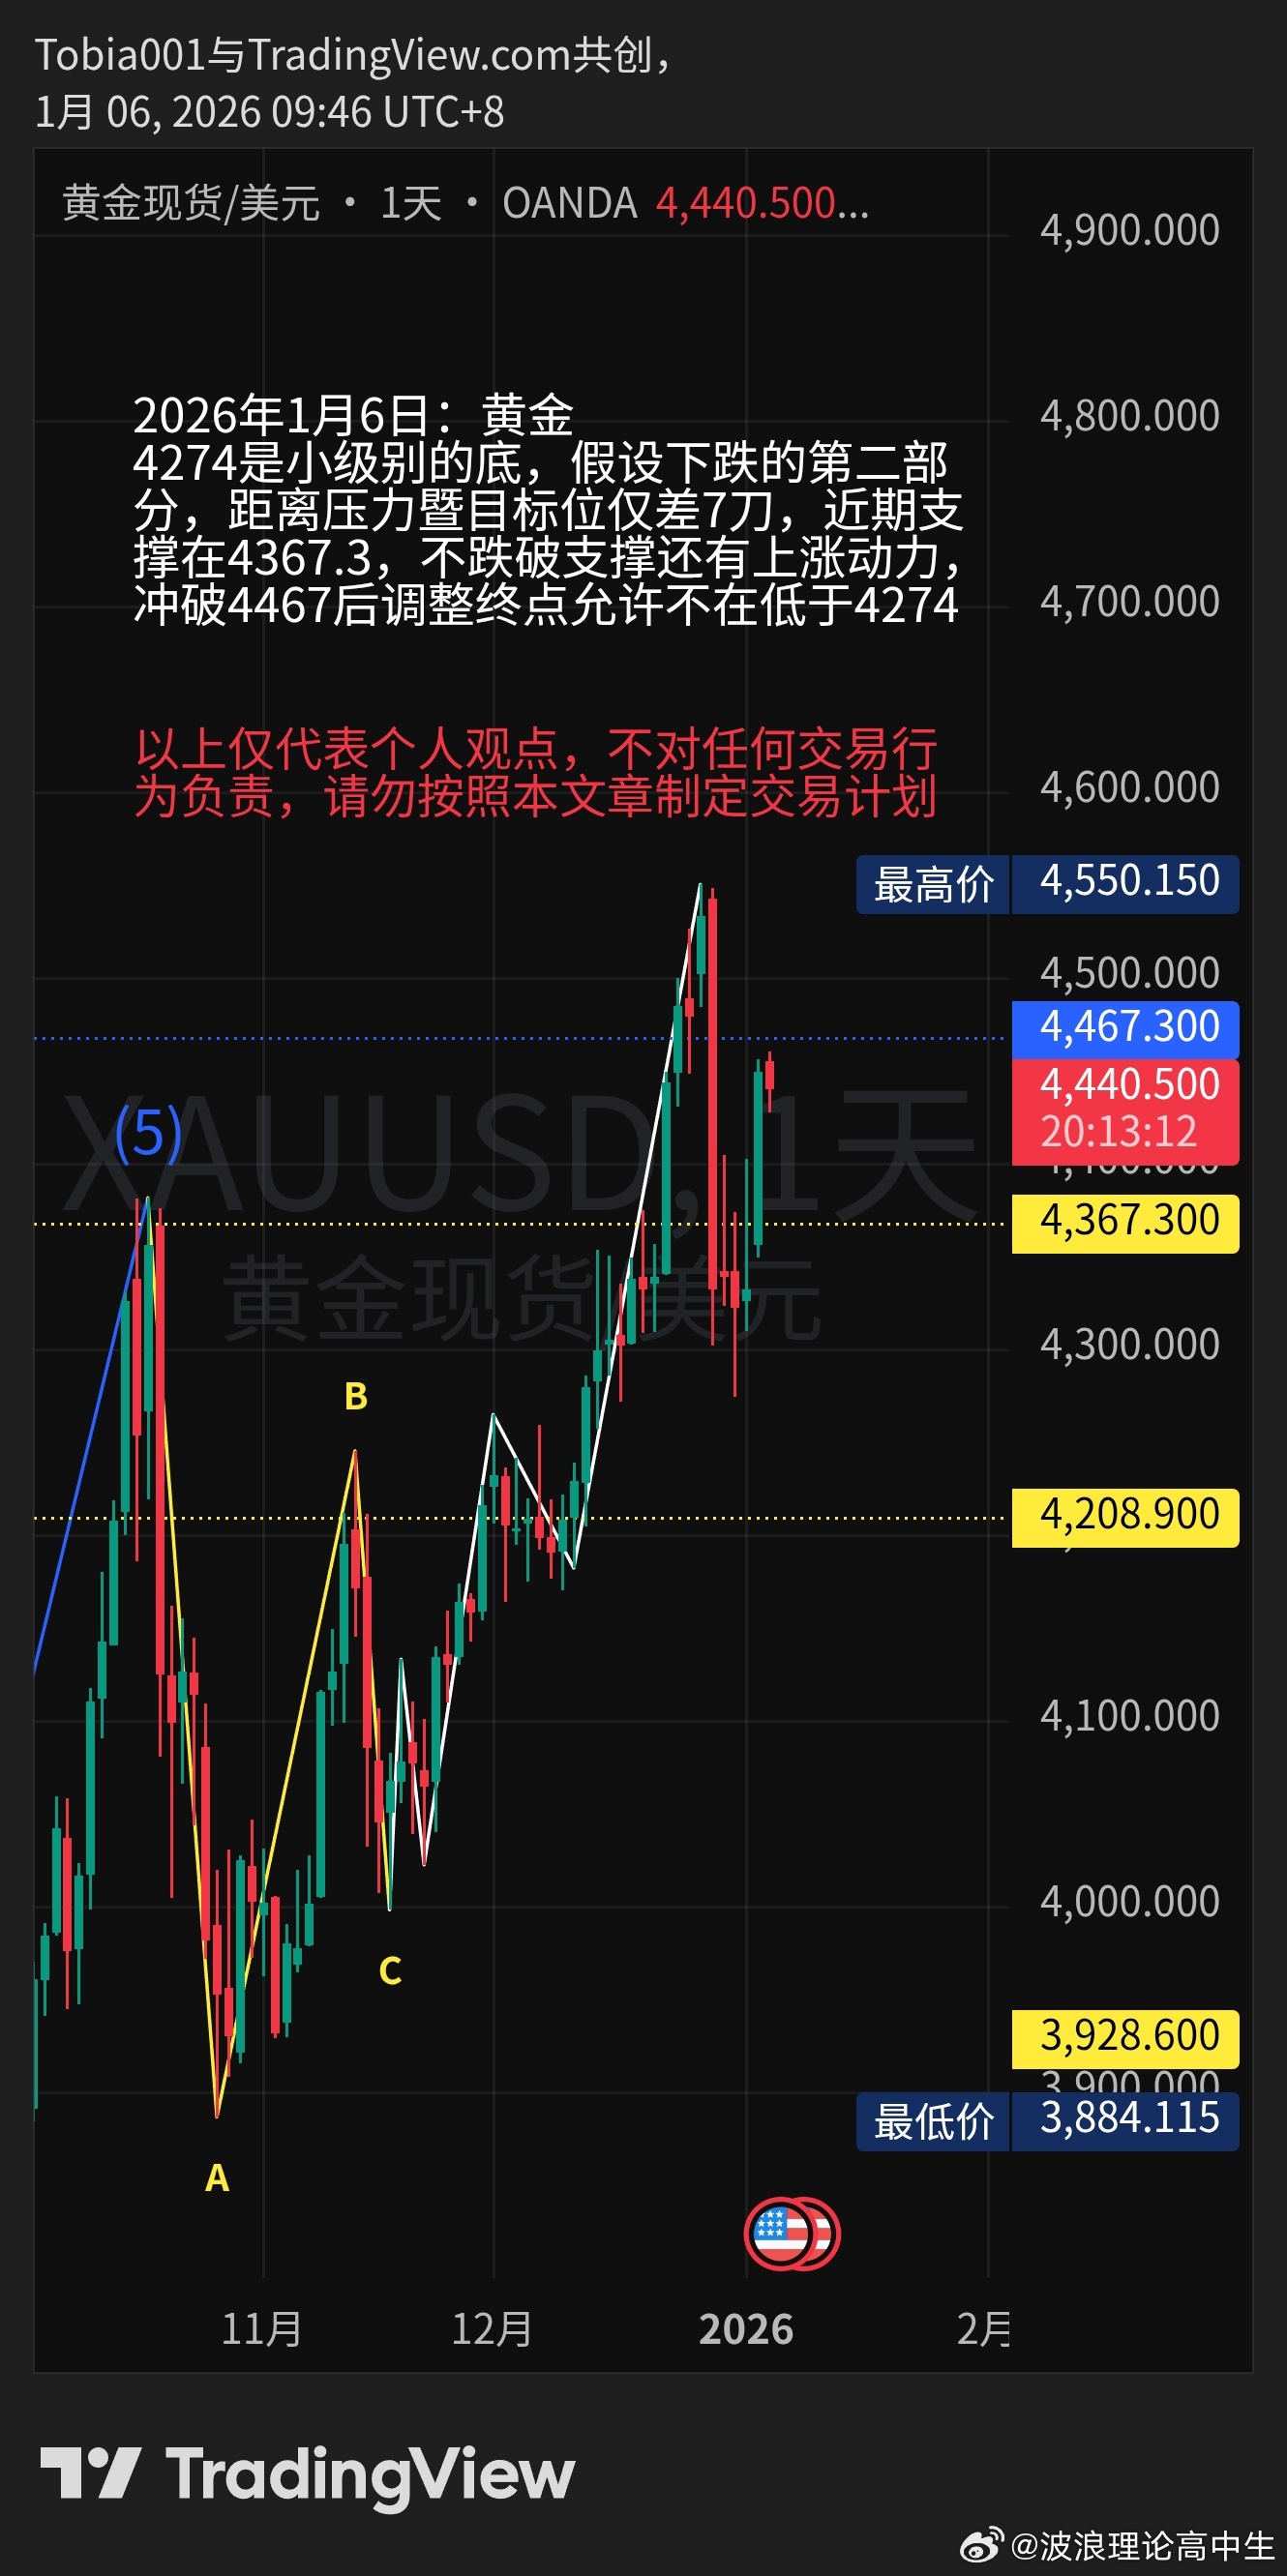 Tobia001与TradingView.com共创，
1月 06, 2026 09:46 UTC+8
黄金现货/美元 • 1天 • OANDA 4,440.500...
4,900.000
2026年1月6日：黄金
4,800.000
4274是小级别的底，假设下跌的第二部
分，距离压力暨目标位仅差7刀，近期支
撑在4367.3，不跌破支撑还有上涨动力，
冲破4467后调整终点允许不在低于4274
4,700.000
以上仅代表个人观点，不对任何交易行
为负责，请勿按照本文章制定交易计划
4,600.000
最高价 4,550.150
4,500.000
4,467.300
4,440.500
20:13:12
XAUUSD, 1天
(5)
4,367.300
黄金现货/美元
4,300.000
B
4,208.900
4,100.000
4,000.000
C
3,928.600
3,900.000
最低价 3,884.115
A
11月 12月 2026 2月
TradingView
@波浪理论高中生